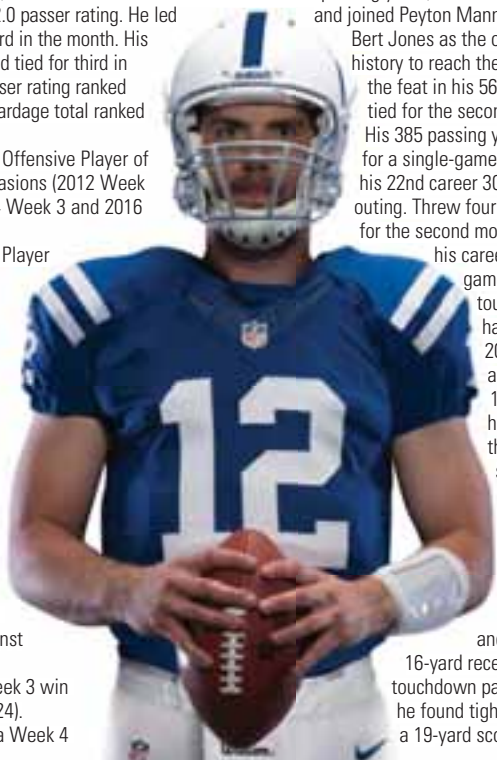 2.0 passer rating. He led
rd in the month. His
d tied for third in
ser rating ranked
ardage total ranked
Offensive Player of
asions (2012 Week
Week 3 and 2016
Player
nst
eek 3 win
24).
a Week 4
and joined Peyton Mann
Bert Jones as the o
history to reach the
the feat in his 56
tied for the secon
His 385 passing y
for a single-game
his 22nd career 30
outing. Threw four
for the second mo
his caree
gam
tou
ha
20
a
1
h
th
s
an
16-yard rece
touchdown pa
he found tigh
a 19-yard sco
NFL
12